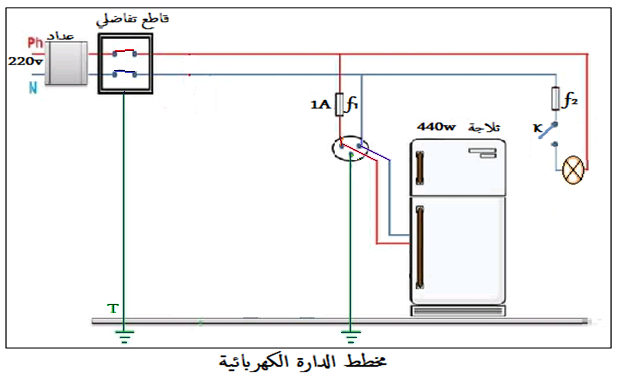 قاطع تفاضلي
عداد
Ph
220v
N
1A f1
f2
K
440w ثلاجة
T
مخطط الدارة الكهربائية